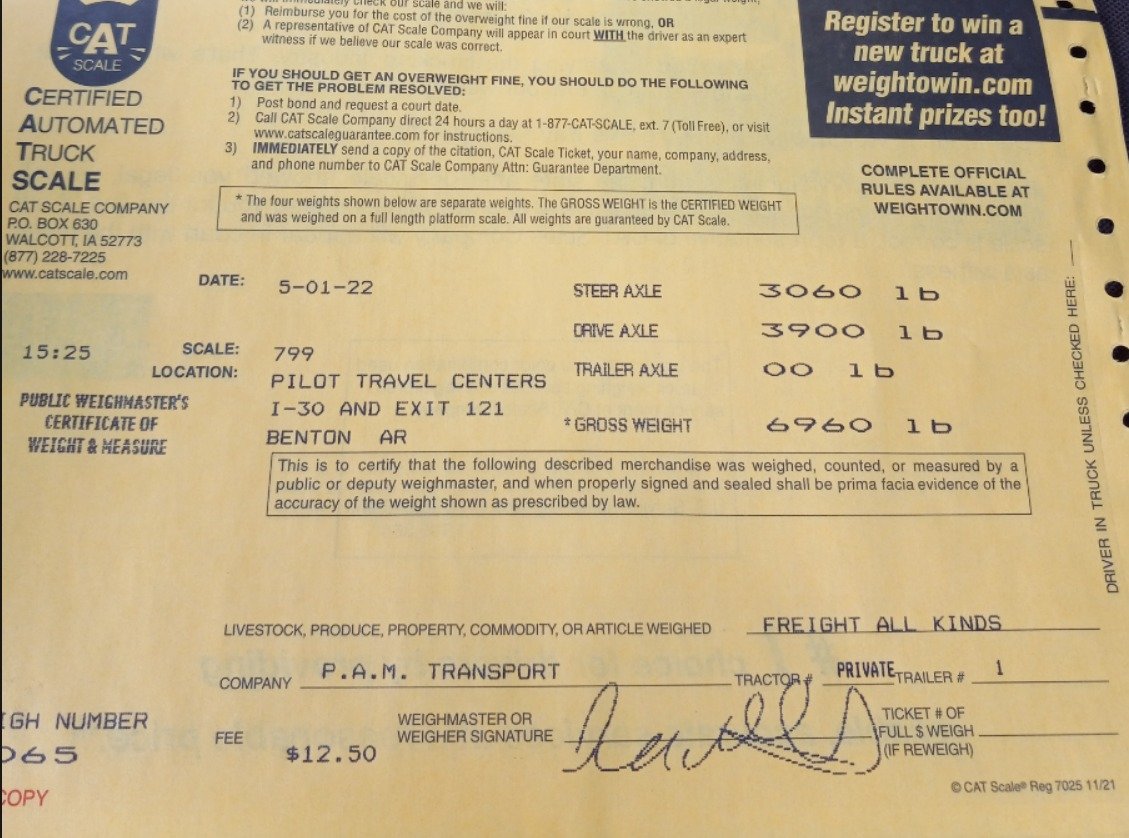 CAT
SCALE
CERTIFIED
AUTOMATED
TRUCK
SCALE
CAT SCALE COMPANY
P.O. BOX 630
WALCOTT, IA 52773
(877) 228-7225
www.catscale.com
check our scale and we will:
(1) Reimburse you for the cost of the overweight fine if our scale is wrong, OR
(2) A representative of CAT Scale Company will appear in court WITH the driver as an expert
witness if we believe our scale was correct.
IF YOU SHOULD GET AN OVERWEIGHT FINE, YOU SHOULD DO THE FOLLOWING
TO GET THE PROBLEM RESOLVED:
1) Post bond and request a court date.
2) Call CAT Scale Company direct 24 hours a day at 1-877-CAT-SCALE, ext. 7 (Toll Free), or visit
www.catscaleguarantee.com for instructions.
3) IMMEDIATELY send a copy of the citation, CAT Scale Ticket, your name, company, address,
and phone number to CAT Scale Company Attn: Guarantee Department.
* The four weights shown below are separate weights. The GROSS WEIGHT is the CERTIFIED WEIGHT
and was weighed on a full length platform scale. All weights are guaranteed by CAT Scale.
Register to win a
new truck at
weightowin.com
Instant prizes too!
COMPLETE OFFICIAL
RULES AVAILABLE AT
WEIGHTOWIN.COM
DATE: 5-01-22
15:25
SCALE: 799
LOCATION: PILOT TRAVEL CENTERS
I-30 AND EXIT 121
BENTON AR
PUBLIC WEIGHMASTER'S
CERTIFICATE OF
WEIGHT & MEASURE
STEER AXLE 3060 lb
DRIVE AXLE 3900 lb
TRAILER AXLE 00 lb
* GROSS WEIGHT 6960 lb
This is to certify that the following described merchandise was weighed, counted, or measured by a
public or deputy weighmaster, and when properly signed and sealed shall be prima facia evidence of the
accuracy of the weight shown as prescribed by law.
DRIVER IN TRUCK UNLESS CHECKED HERE:
LIVESTOCK, PRODUCE, PROPERTY, COMMODITY, OR ARTICLE WEIGHED FREIGHT ALL KINDS
COMPANY P.A.M. TRANSPORT TRACTOR # PRIVATE TRAILER # 1
IGH NUMBER
065
FEE $12.50
WEIGHMASTER OR
WEIGHER SIGNATURE
TICKET # OF
FULL $ WEIGH
(IF REWEIGH)
COPY
© CAT Scale® Reg 7025 11/21